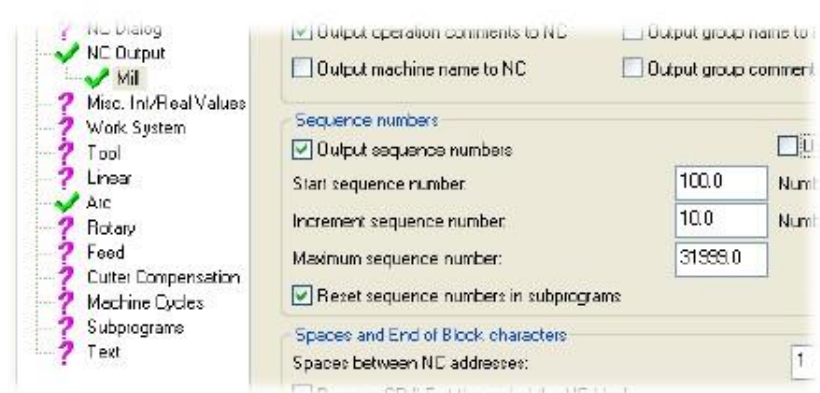 NC Dialog
NC Output
Mill
Misc. Int/Real Values
Work System
Tool
Linear
Arc
Rotary
Feed
Cutter Compensation
Machine Cycles
Subprograms
Text
Output operation comments to NC
Output group name to
Output machine name to NC
Output group comment
Sequence numbers
Output sequence numbers
Start sequence number:
100.0
Numb
Increment sequence number:
10.0
Numb
Maximum sequence number:
31999.0
Reset sequence numbers in subprograms
Spaces and End of Block characters
Spaces between NC addresses:
1